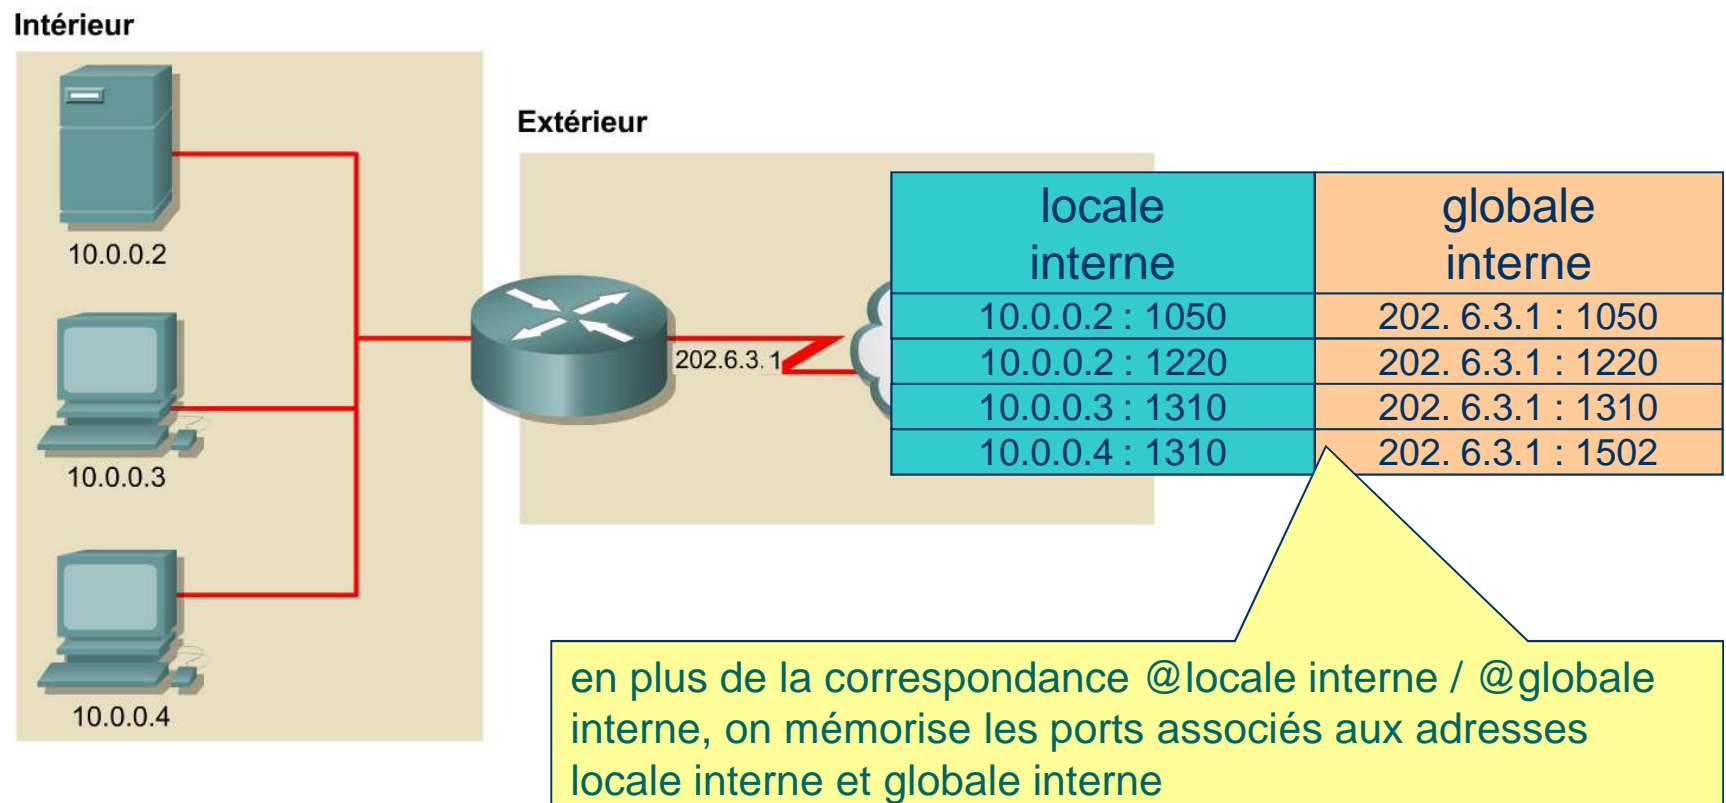 Intérieur
10.0.0.2
10.0.0.3
10.0.0.4
Extérieur
202.6.3.1
locale
interne
globale
interne
10.0.0.2 : 1050
202. 6.3.1 : 1050
10.0.0.2 : 1220
202. 6.3.1 : 1220
10.0.0.3 : 1310
202. 6.3.1 : 1310
10.0.0.4 : 1310
202. 6.3.1 : 1502
en plus de la correspondance @locale interne / @globale
interne, on mémorise les ports associés aux adresses
locale interne et globale interne